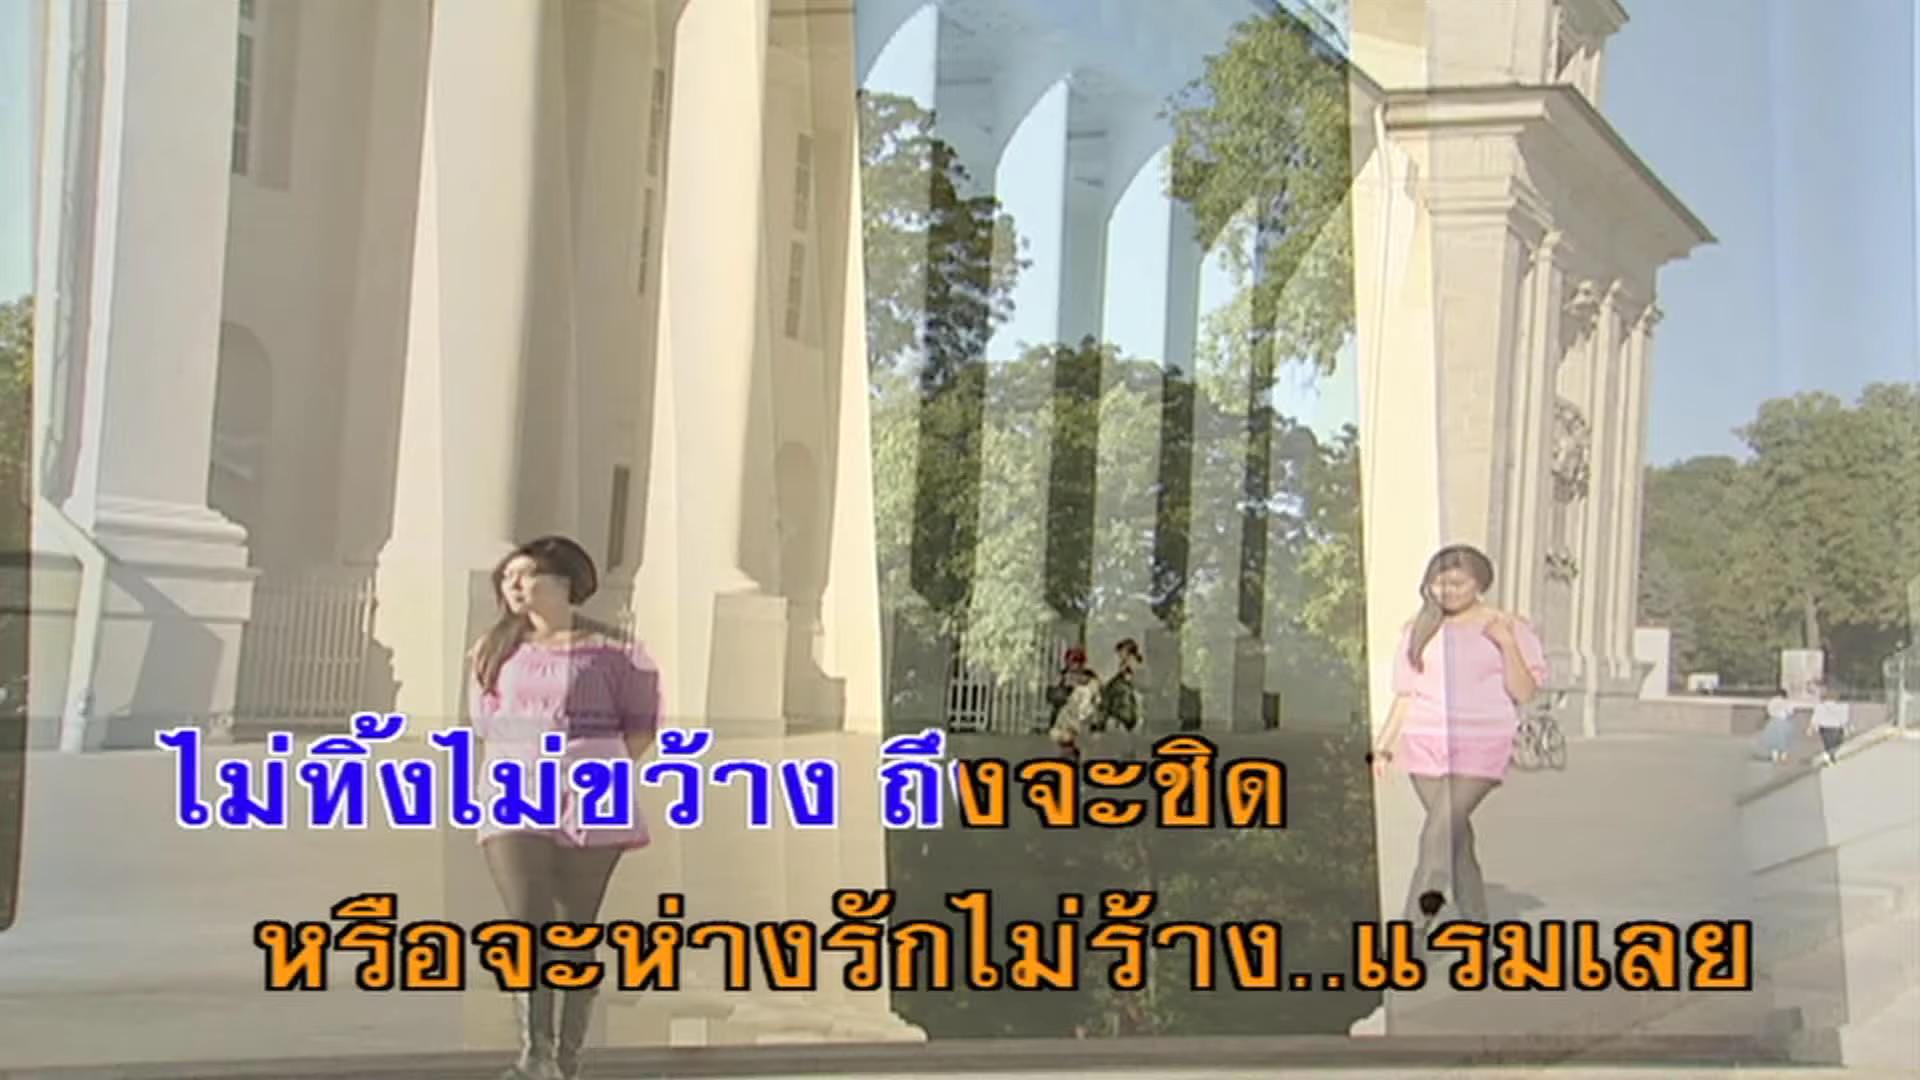 ไม่ทิ้งไม่ขว้าง ถึงจะชิด
หรือจะห่างรักไม่ร้าง..แรมเลย